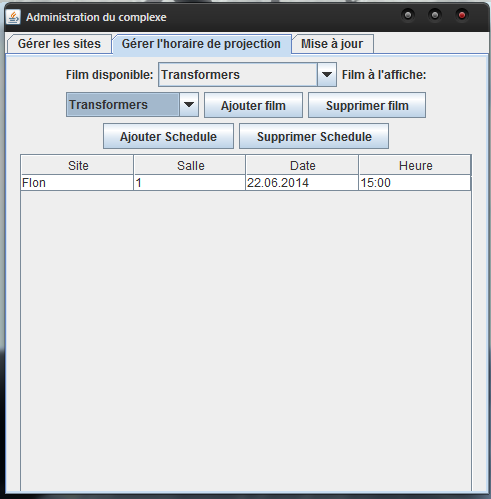 Administration du complexe
Gérer les sites Gérer l'horaire de projection Mise à jour
Film disponible: Transformers Film à l'affiche:
Transformers Ajouter film Supprimer film
Ajouter Schedule Supprimer Schedule
Site Salle Date Heure
Flon 1 22.06.2014 15:00